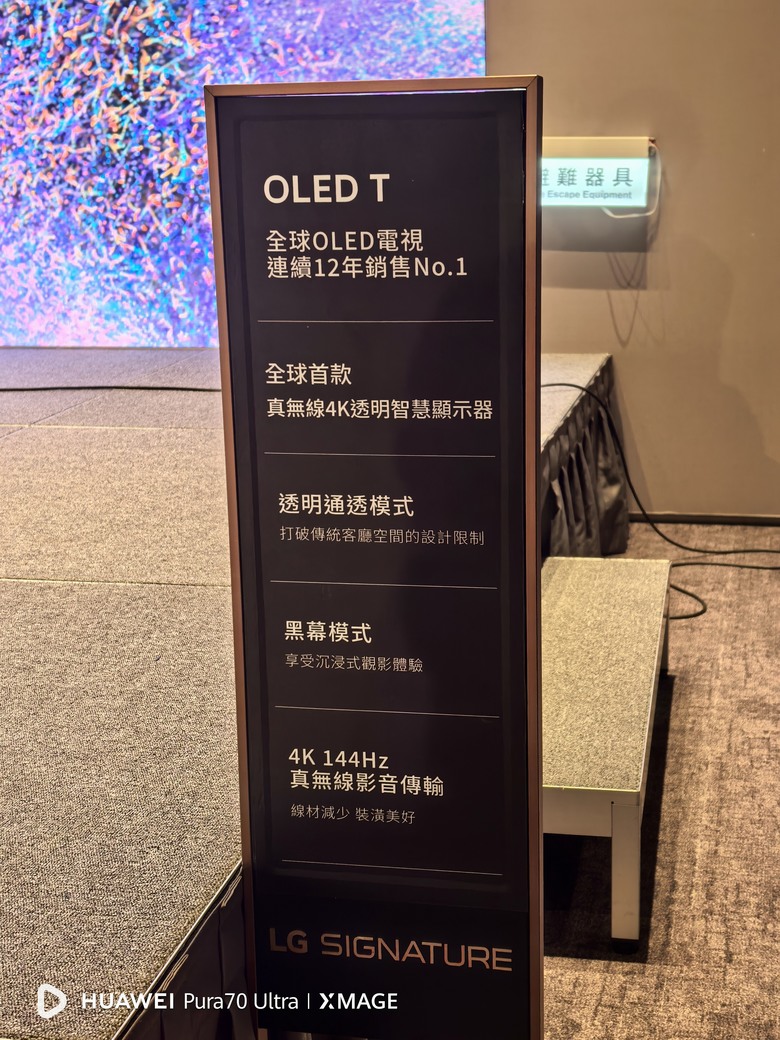 OLED T
全球OLED電視
連續12年銷售No.1
全球首款
真無線4K透明智慧顯示器
透明通透模式
打破傳統客廳空間的設計限制
黑幕模式
享受沉浸式觀影體驗
4K 144Hz
真無線影音傳輸
線材減少 裝潢美好
LG SIGNATURE
避難器具
Escape Equipment
HUAWEI Pura70 Ultra | XMAGE